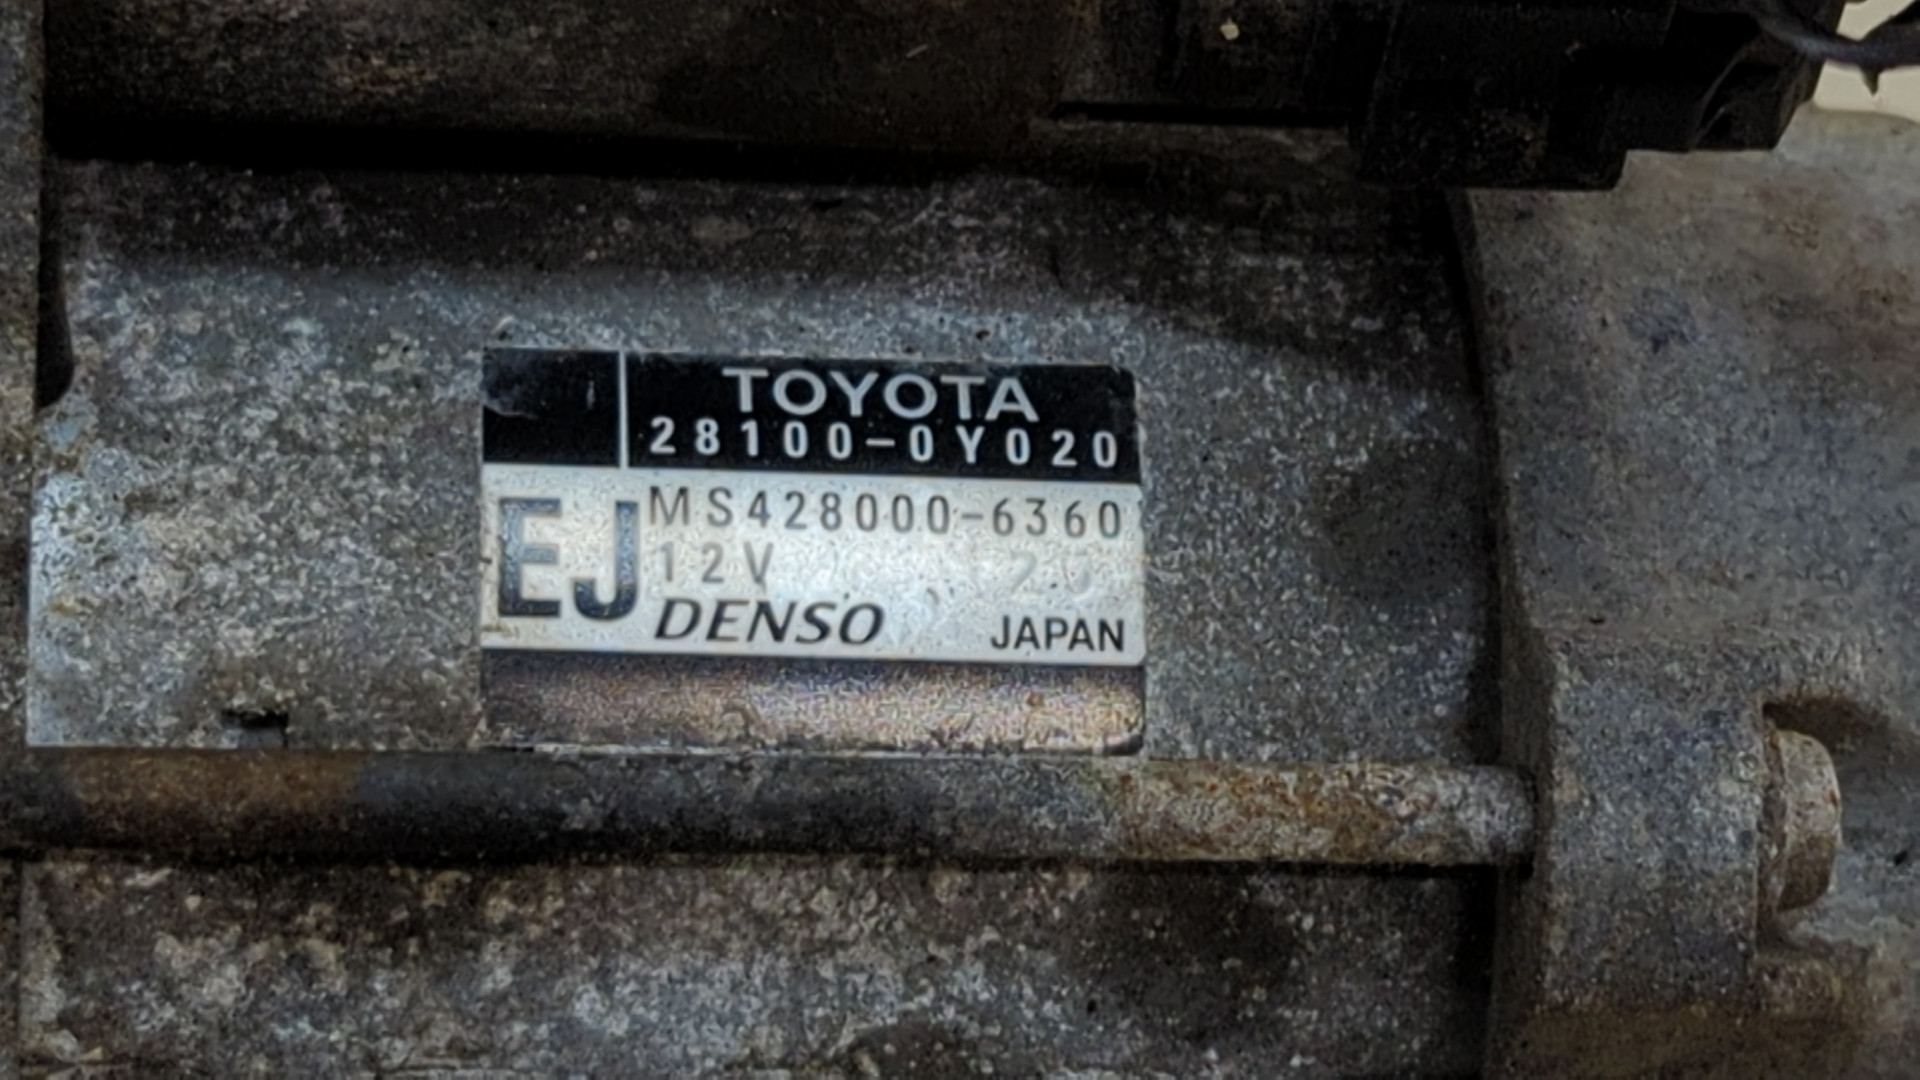 TOYOTA
28100-0Y020
EJ
MS428000-6360
12V
DENSO JAPAN